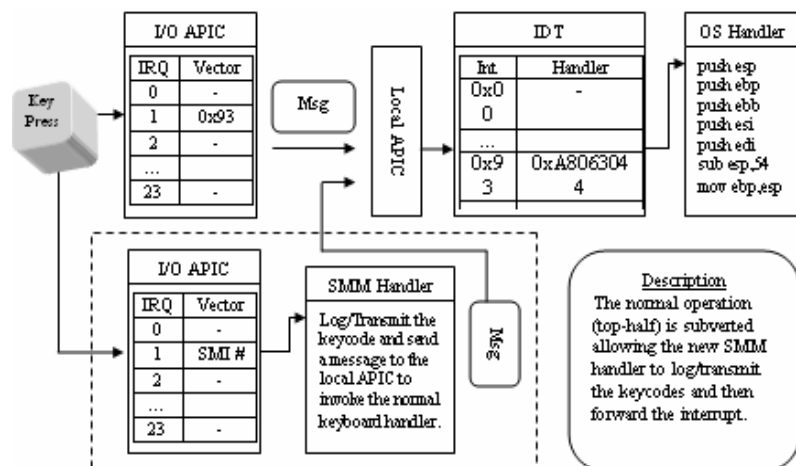 I/O APIC
IRQ Vector
0 -
1 0x93
2 -
...
23 -
Key
Press
Msg
Local APIC
IDT
Int Handler
0x0
0 -
...
0x9 0xA806304
3 4
OS Handler
push esp
push ebp
push ebb
push esi
push edi
sub esp,54
mov ebp,esp
I/O APIC
IRQ Vector
0 -
1 SMI #
2 -
...
23 -
SMM Handler
Log/Transmit the
keycode and send
a message to the
local APIC to
invoke the normal
keyboard handler.
Msg
Description
The normal operation
(top-half) is subverted
allowing the new SMM
handler to log/transmit
the keycodes and then
forward the interrupt.